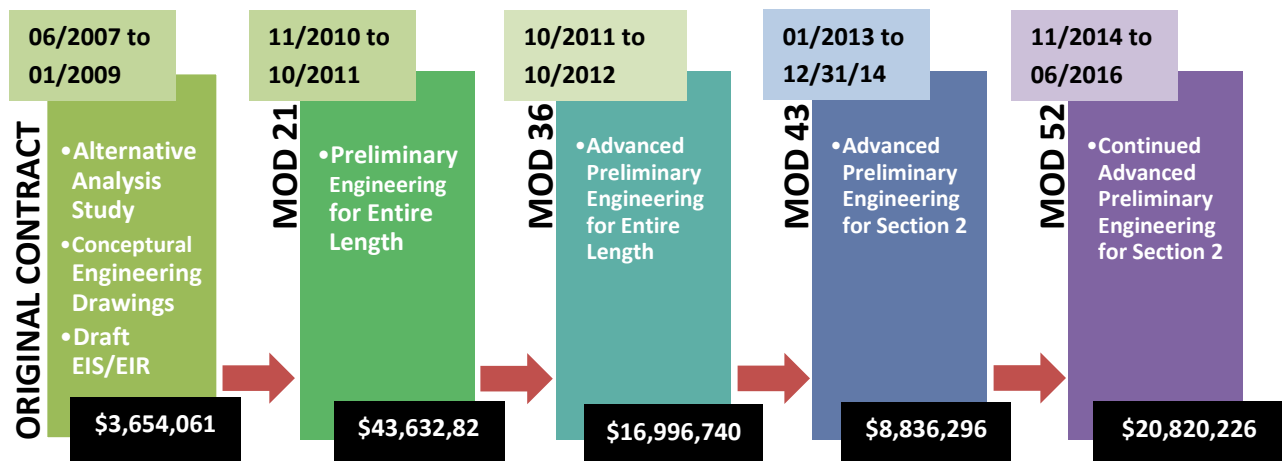 06/2007 to
01/2009
ORIGINAL CONTRACT
•Alternative
Analysis
Study
•Conceptural
Engineering
Drawings
•Draft
EIS/EIR
$3,654,061
11/2010 to
10/2011
MOD 21
•Preliminary
Engineering
for Entire
Length
$43,632,82
10/2011 to
10/2012
MOD 36
•Advanced
Preliminary
Engineering
for Entire
Length
$16,996,740
01/2013 to
12/31/14
MOD 43
•Advanced
Preliminary
Engineering
for Section 2
$8,836,296
11/2014 to
06/2016
MOD 52
•Continued
Advanced
Preliminary
Engineering
for Section 2
$20,820,226